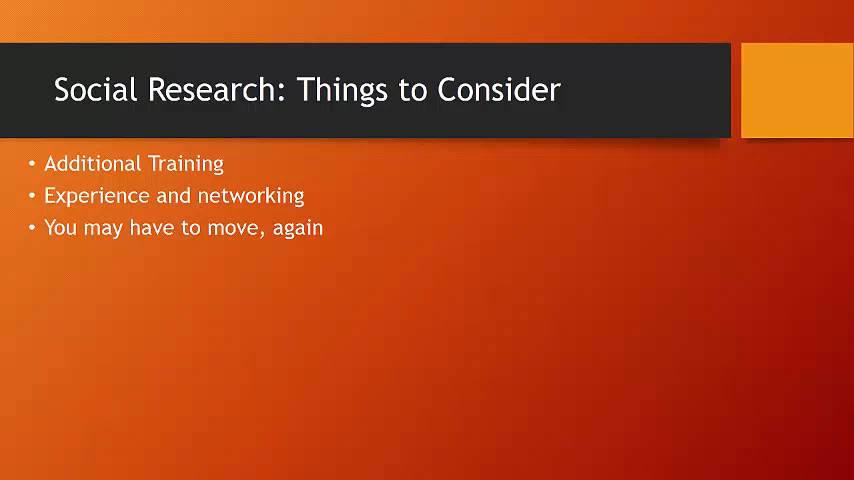 Social Research: Things to Consider
• Additional Training
• Experience and networking
• You may have to move, again